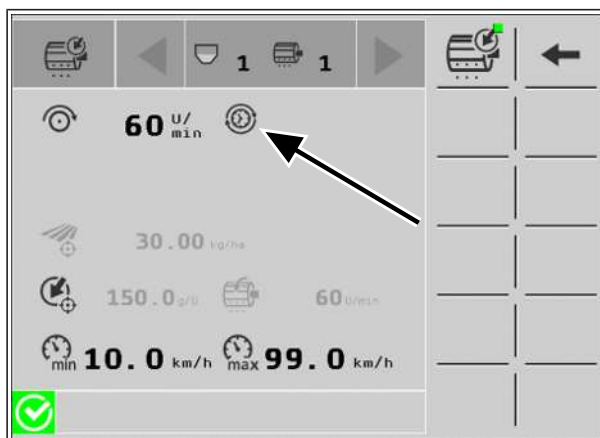 1 1
60 U/min
30.00 kg/ha
150.0 g/U 60 U/min
min 10.0 km/h max 99.0 km/h